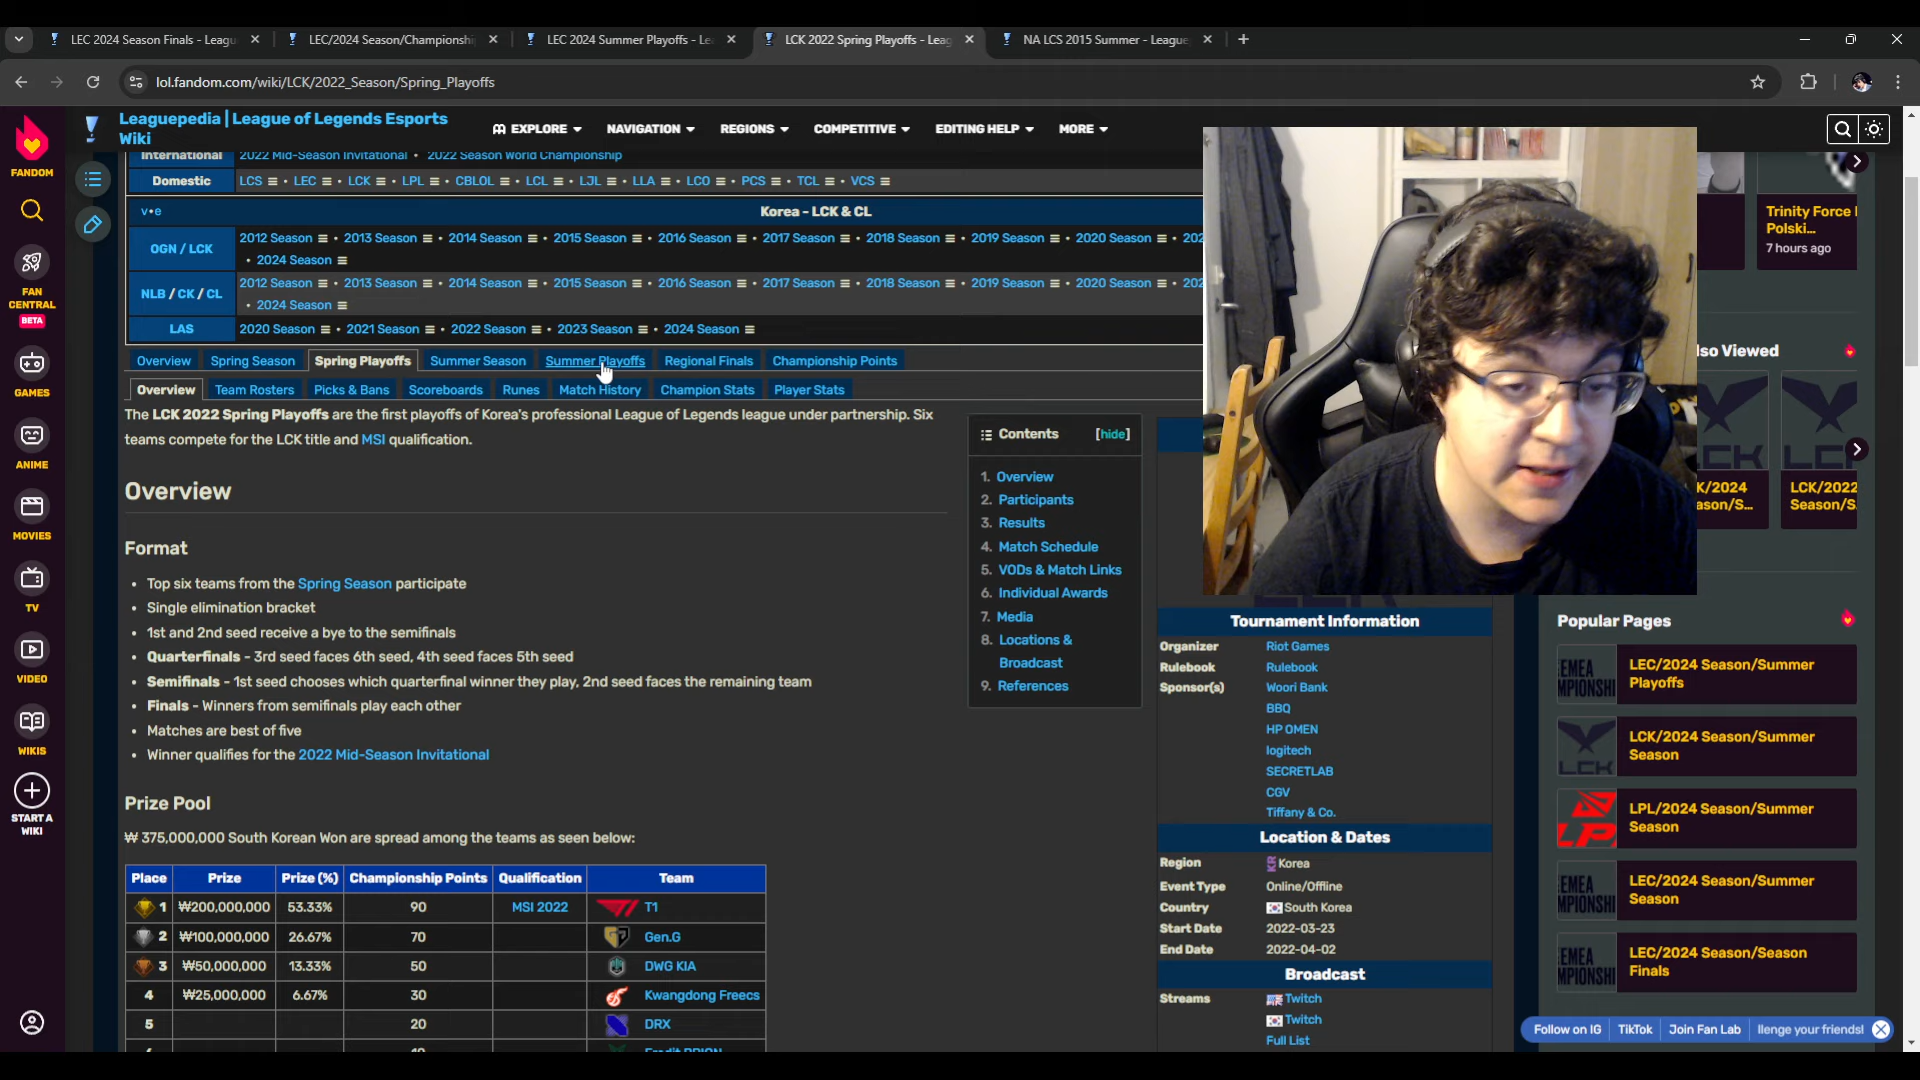 LEC 2024 Season Finals - Leagu
LEC/2024 Season/Championshi
LEC 2024 Summer Playoffs - Le
LCK 2022 Spring Playoffs - Leag
NA LCS 2015 Summer - League
lol.fandom.com/wiki/LCK/2022_Season/Spring_Playoffs
Leaguepedia | League of Legends Esports
Wiki
EXPLORE
NAVIGATION
REGIONS
COMPETITIVE
EDITING HELP
MORE
FANDOM
FAN
CENTRAL
BETA
GAMES
ANIME
MOVIES
TV
VIDEO
WIKIS
START A
WIKI
International 2022 Mid-Season Invitational • 2022 Season World Championship
Domestic LCS • LEC • LCK • LPL • CBLOL • LCL • LJL • LLA • LCO • PCS • TCL • VCS
v•e Korea - LCK & CL
OGN / LCK 2012 Season • 2013 Season • 2014 Season • 2015 Season • 2016 Season • 2017 Season • 2018 Season • 2019 Season • 2020 Season • 202
• 2024 Season
NLB / CK / CL 2012 Season • 2013 Season • 2014 Season • 2015 Season • 2016 Season • 2017 Season • 2018 Season • 2019 Season • 2020 Season • 202
• 2024 Season
LAS 2020 Season • 2021 Season • 2022 Season • 2023 Season • 2024 Season
Overview Spring Season Spring Playoffs Summer Season Summer Playoffs Regional Finals Championship Points
Overview Team Rosters Picks & Bans Scoreboards Runes Match History Champion Stats Player Stats
The LCK 2022 Spring Playoffs are the first playoffs of Korea's professional League of Legends league under partnership. Six
teams compete for the LCK title and MSI qualification.
Overview
Format
• Top six teams from the Spring Season participate
• Single elimination bracket
• 1st and 2nd seed receive a bye to the semifinals
• Quarterfinals - 3rd seed faces 6th seed, 4th seed faces 5th seed
• Semifinals - 1st seed chooses which quarterfinal winner they play, 2nd seed faces the remaining team
• Finals - Winners from semifinals play each other
• Matches are best of five
• Winner qualifies for the 2022 Mid-Season Invitational
Prize Pool
₩ 375,000,000 South Korean Won are spread among the teams as seen below:
Place Prize Prize (%) Championship Points Qualification Team
1 ₩200,000,000 53.33% 90 MSI 2022 T1
2 ₩100,000,000 26.67% 70 Gen.G
3 ₩50,000,000 13.33% 50 DWG KIA
4 ₩25,000,000 6.67% 30 Kwangdong Freecs
5 20 DRX
Contents [hide]
1. Overview
2. Participants
3. Results
4. Match Schedule
5. VODs & Match Links
6. Individual Awards
7. Media
8. Locations &
Broadcast
9. References
Tournament Information
Organizer Riot Games
Rulebook Rulebook
Sponsor(s) Woori Bank
BBQ
HP OMEN
logitech
SECRETLAB
CGV
Tiffany & Co.
Location & Dates
Region Korea
Event Type Online/Offline
Country South Korea
Start Date 2022-03-23
End Date 2022-04-02
Broadcast
Streams Twitch
Twitch
Full List
Trinity Force
Polski...
7 hours ago
lso Viewed
K/2024
ason/S...
LCK/2022
Season/S
Popular Pages
LEC/2024 Season/Summer
Playoffs
LCK/2024 Season/Summer
Season
LPL/2024 Season/Summer
Season
LEC/2024 Season/Summer
Season
LEC/2024 Season/Season
Finals
Follow on IG TikTok Join Fan Lab llenge your friends!